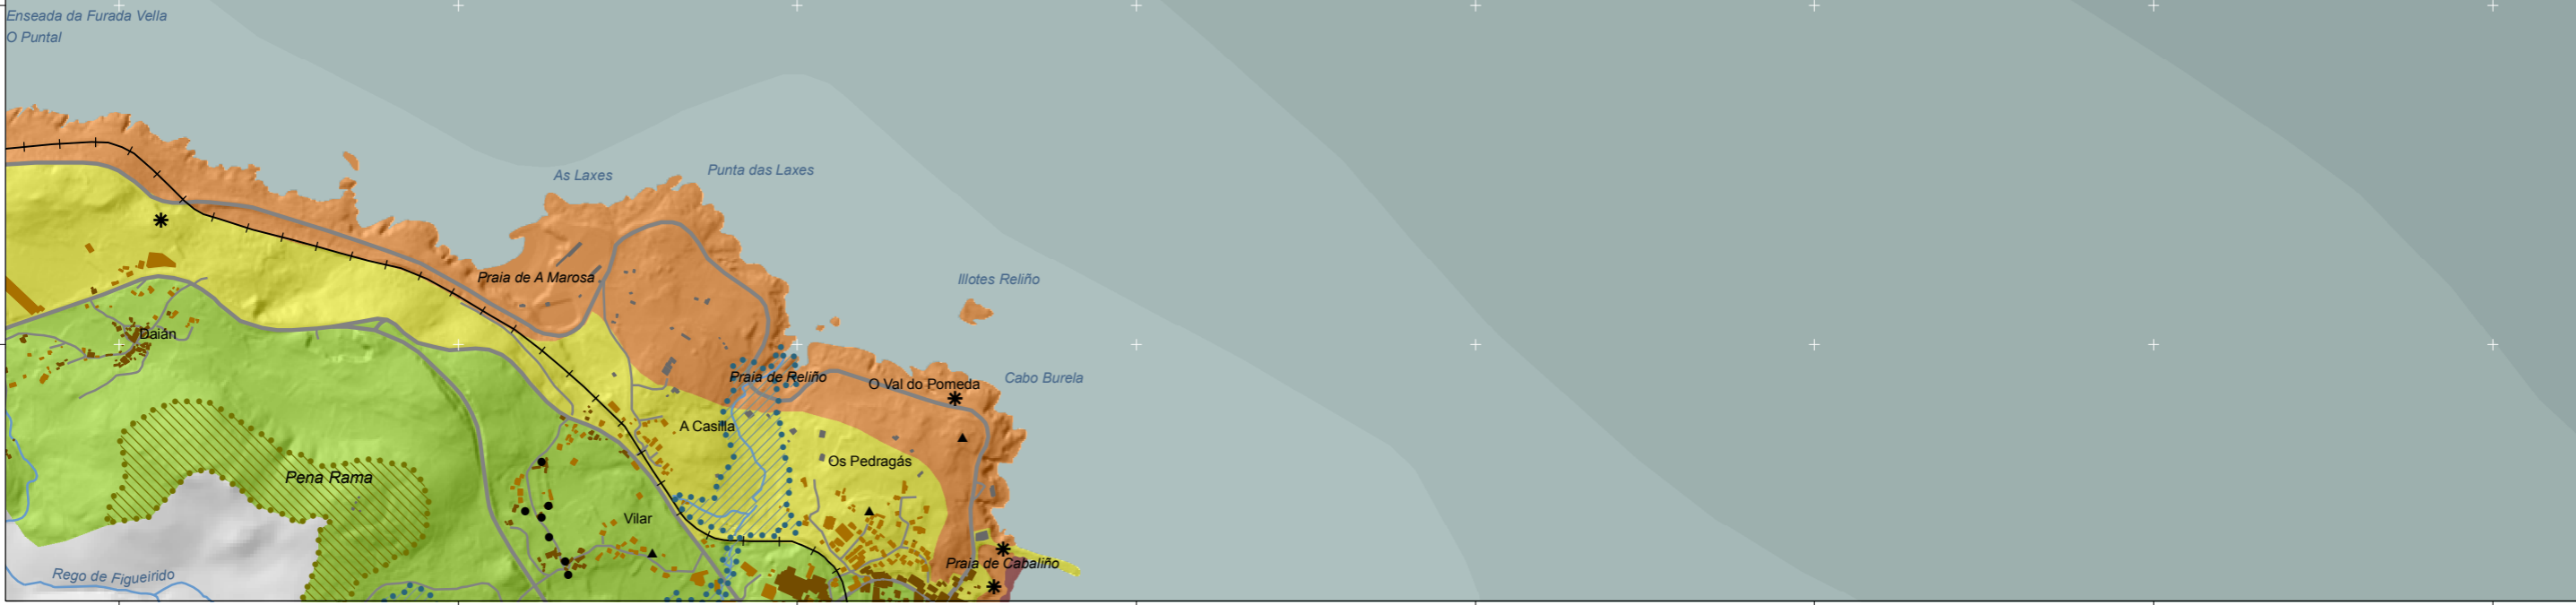 Enseada da Furada Vella
O Puntal
As Laxes
Punta das Laxes
Praia de A Marosa
Illotes Reliño
Daián
Praia de Reliño
O Val do Pomeda
Cabo Burela
A Casilla
Os Pedragás
Pena Rama
Vilar
Praia de Cabaliño
Rego de Figueirido